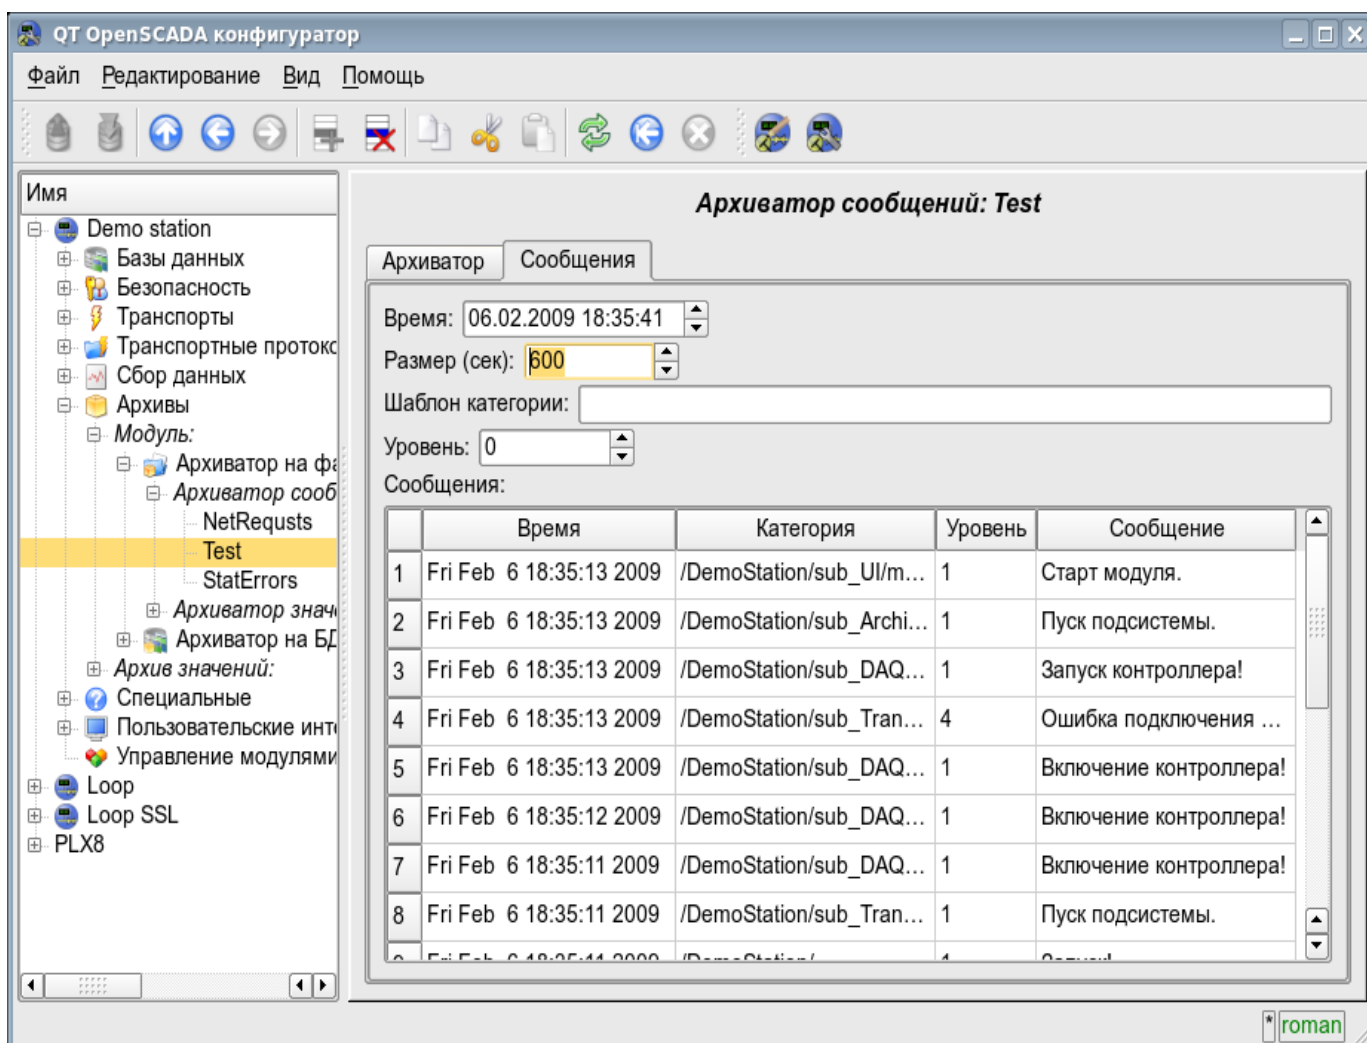 QT OpenSCADA конфигуратор
Файл Редактирование Вид Помощь
Имя
Demo station
Базы данных
Безопасность
Транспорты
Транспортные проток
Сбор данных
Архивы
Модуль:
Архиватор на ф
Архиватор сооб
NetRequsts
Test
StatErrors
Архиватор знач
Архиватор на БД
Архив значений:
Специальные
Пользовательские инт
Управление модулями
Loop
Loop SSL
PLX8
Архиватор сообщений: Test
Архиватор Сообщения
Время: 06.02.2009 18:35:41
Размер (сек): 600
Шаблон категории:
Уровень: 0
Сообщения:
Время Категория Уровень Сообщение
1 Fri Feb 6 18:35:13 2009 /DemoStation/sub_UI/m... 1 Старт модуля.
2 Fri Feb 6 18:35:13 2009 /DemoStation/sub_Archi... 1 Пуск подсистемы.
3 Fri Feb 6 18:35:13 2009 /DemoStation/sub_DAQ... 1 Запуск контроллера!
4 Fri Feb 6 18:35:13 2009 /DemoStation/sub_Tran... 4 Ошибка подключения ...
5 Fri Feb 6 18:35:13 2009 /DemoStation/sub_DAQ... 1 Включение контроллера!
6 Fri Feb 6 18:35:12 2009 /DemoStation/sub_DAQ... 1 Включение контроллера!
7 Fri Feb 6 18:35:11 2009 /DemoStation/sub_DAQ... 1 Включение контроллера!
8 Fri Feb 6 18:35:11 2009 /DemoStation/sub_Tran... 1 Пуск подсистемы.
* roman